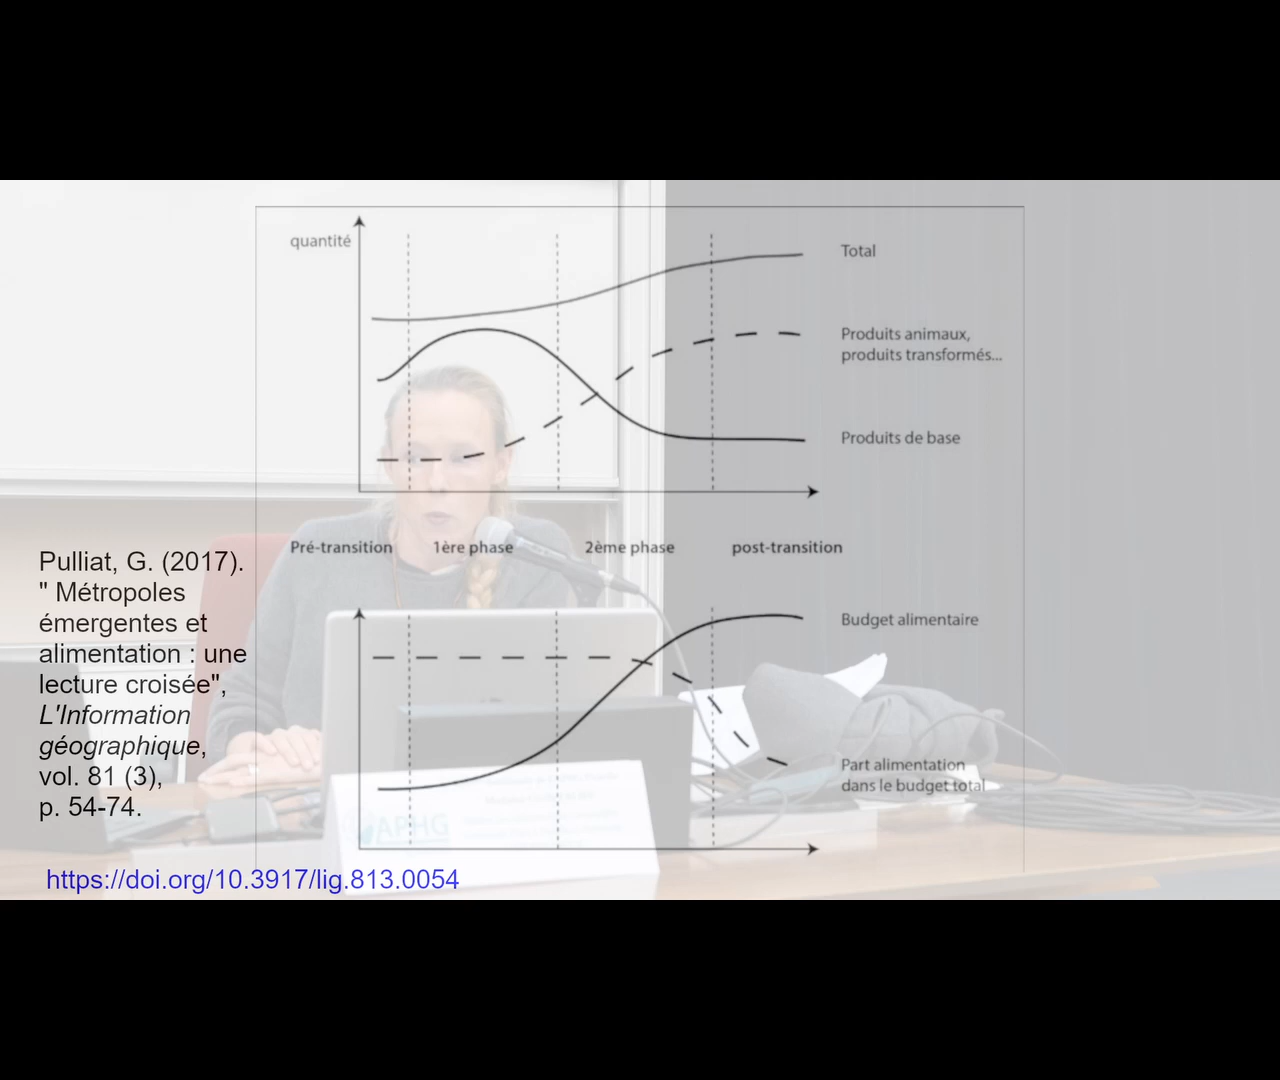 quantité
Total
Produits animaux,
produits transformés...
Produits de base
Pré-transition
1ère phase
2ème phase
post-transition
Budget alimentaire
Part alimentation
dans le budget total
Pulliat, G. (2017).
" Métropoles
émergentes et
alimentation : une
lecture croisée",
L'Information
géographique,
vol. 81 (3),
p. 54-74.
APHG
https://doi.org/10.3917/lig.813.0054